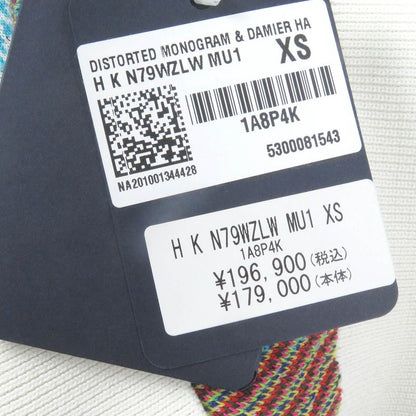 DISTORTED MONOGRAM & DAMIER HA
H K N79WZLW MU1 XS
1A8P4K
5300081543
NA201001344428
H K N79WZLW MU1 XS
1A8P4K
¥196,900(税込)
¥179,000(本体)